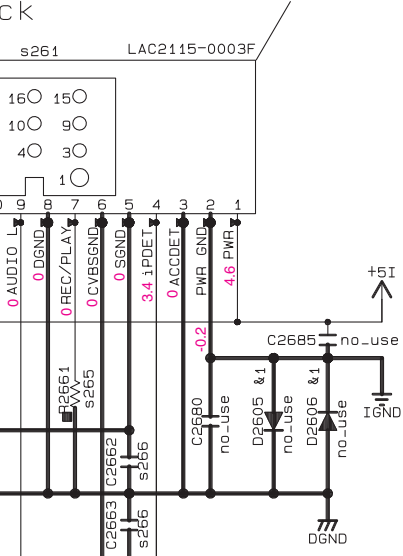 ck
s261 LAC2115-0003F
16 15
10 9
4 3
1
9 8 7 6 5 4 3 2 1
0 AUDIO L
0 DGND
0 REC/PLAY
0 CVBSGND
0 SGND
3.4 iPDET
0 ACCDET
-0.2 PWR GND
4.6 PWR
+5I
C2685 no_use
R2661
s265
C2680
no_use
D2605 &1
no_use
D2606 &1
no_use
IGND
C2662
s266
C2663
s266
DGND